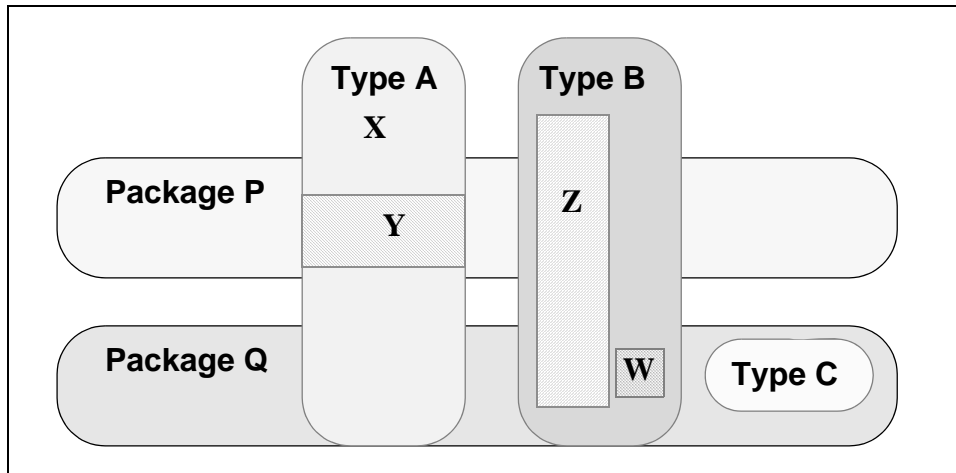 Type A
Type B
X
Package P
Z
Y
Package Q
W
Type C